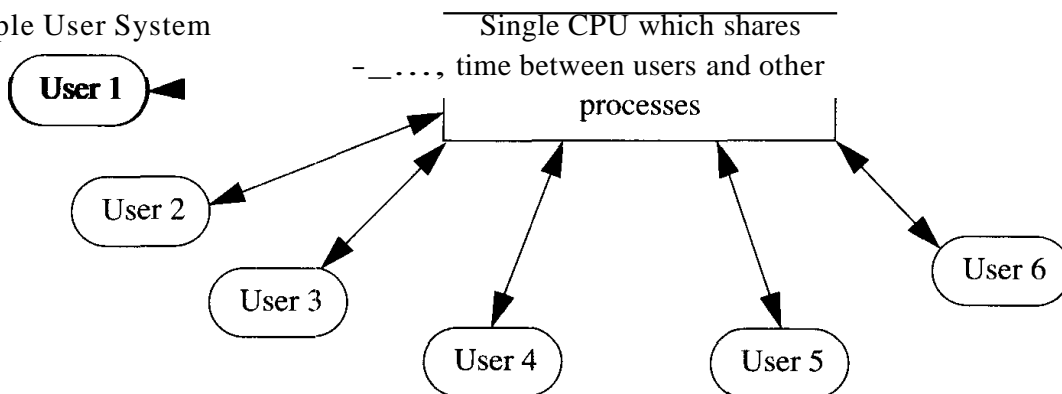 ple User System
Single CPU which shares
-_..., time between users and other
processes
User 1
User 2
User 3
User 4
User 5
User 6